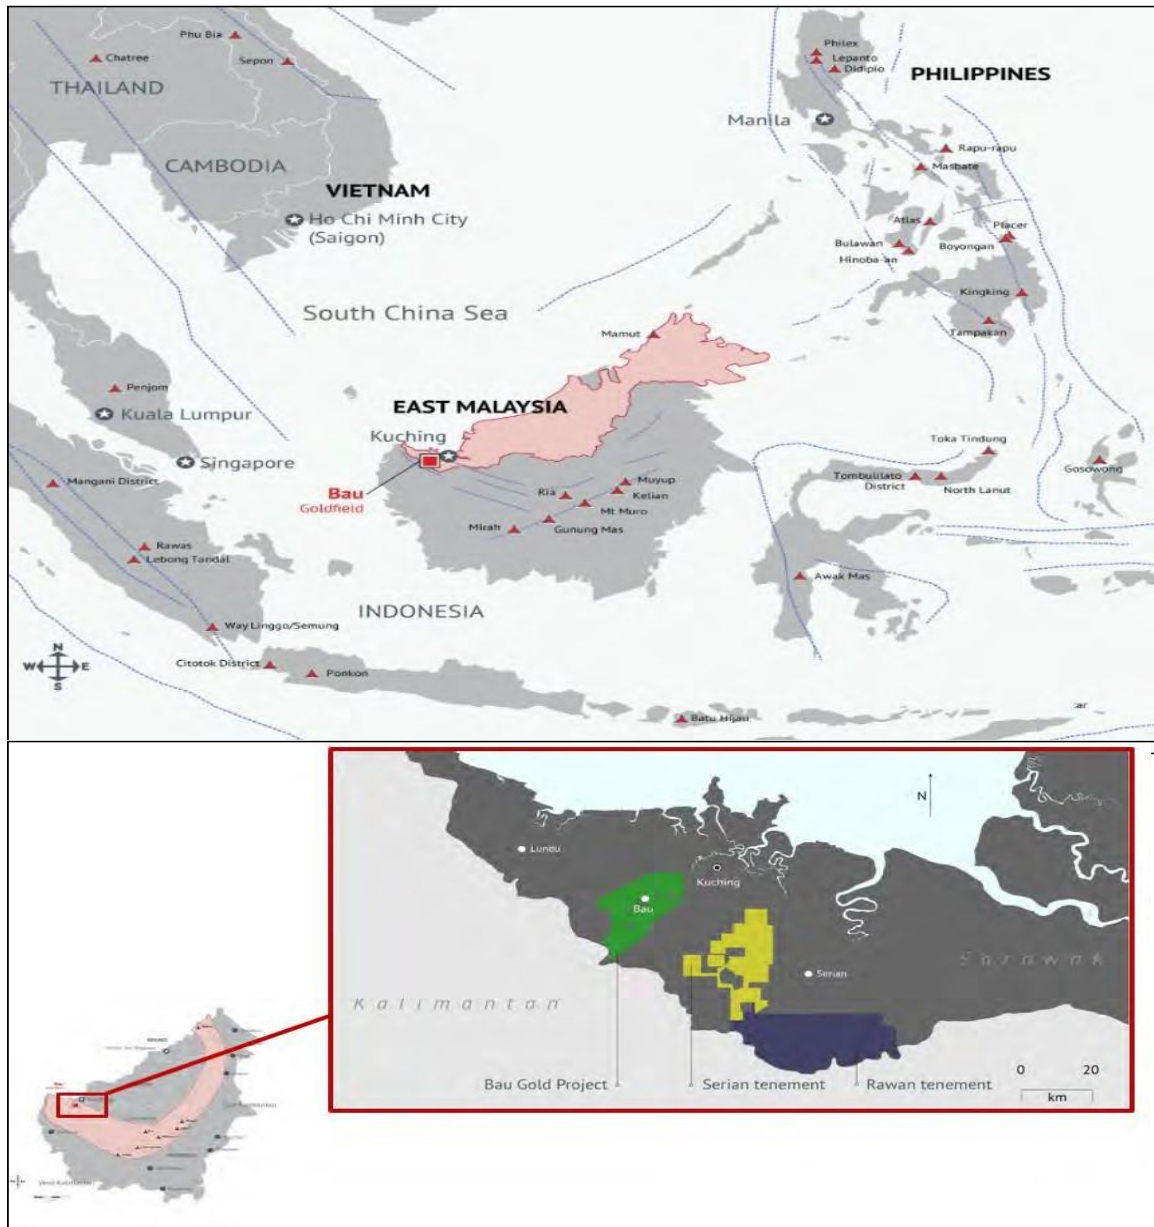 Phu Bia
Chatree
Sepon
THAILAND
CAMBODIA
VIETNAM
Ho Chi Minh City
(Saigon)
Philex
Lepanto
Didipio
PHILIPPINES
Manila
Rapu-rapu
Masbate
Atlas
Placer
Bulawan
Boyongan
Hinoba-an
Kingking
Tampakan
South China Sea
Mamut
Penjom
Kuala Lumpur
EAST MALAYSIA
Kuching
Singapore
Toka Tindung
Gosowong
Mangani District
Bau
Goldfield
Tombulilato
District
North Lanut
Muyup
Ria
Kelian
Mt Muro
Mirah
Gunung Mas
Rawas
Lebong Tandal
Awak Mas
INDONESIA
Way Linggo/Semung
N
W E
S
Citotok District
Ponkon
Batu Hijau
:ar
N
Lundu
Kuching
Bau
Serian
Sarawak
Kalimantan
Bau Gold Project
Serian tenement
Rawan tenement
0 20
km